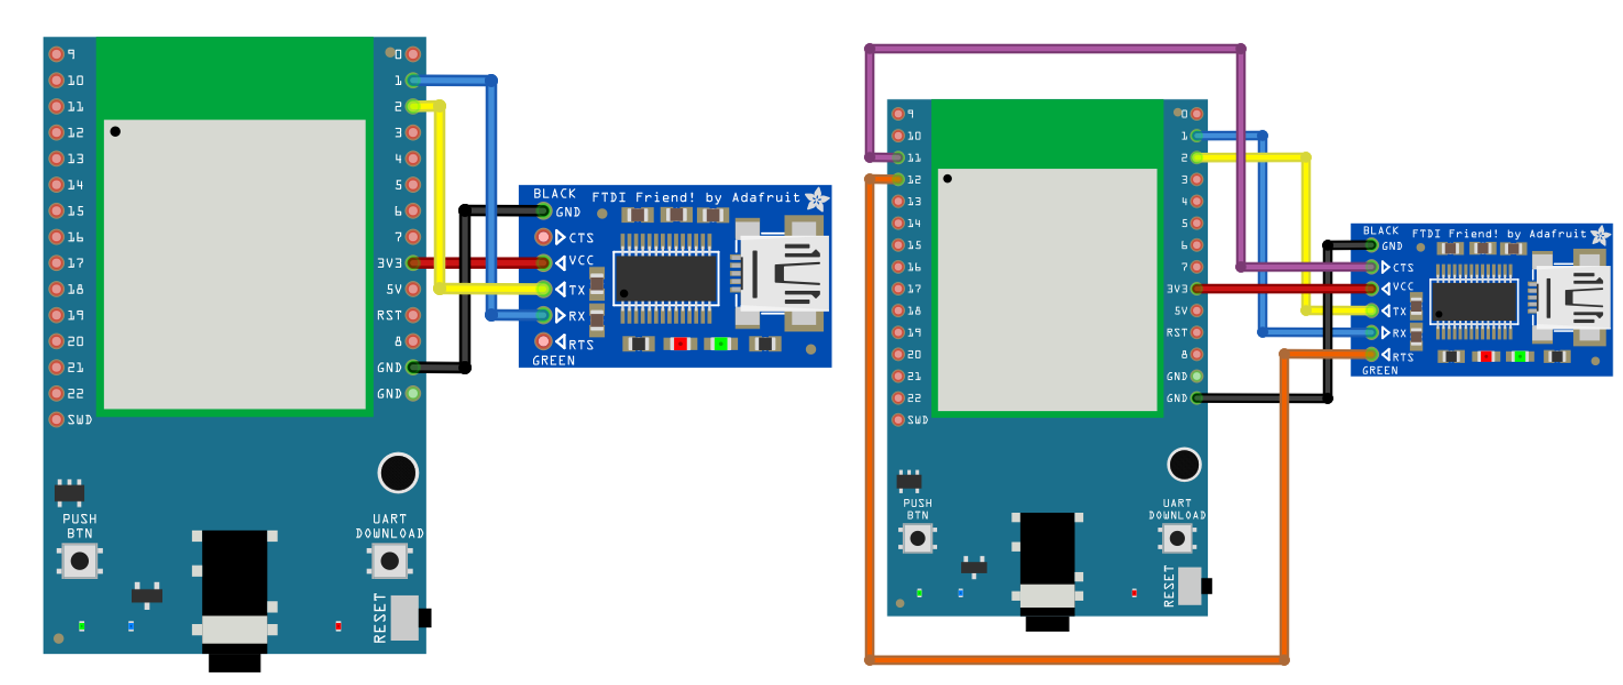 9
10
11
12
13
14
15
16
17
18
19
20
21
22
SWD
0
1
2
3
4
5
6
7
3V3
5V
RST
8
GND
GND
PUSH
BTN
UART
DOWNLOAD
RESET
BLACK
FTDI Friend! by Adafruit
GND
CTS
VCC
TX
RX
RTS
GREEN
9
10
11
12
13
14
15
16
17
18
19
20
21
22
SWD
0
1
2
3
4
5
6
7
3V3
5V
RST
8
GND
GND
PUSH
BTN
UART
DOWNLOAD
RESET
BLACK
FTDI Friend! by Adafruit
GND
CTS
VCC
TX
RX
RTS
GREEN